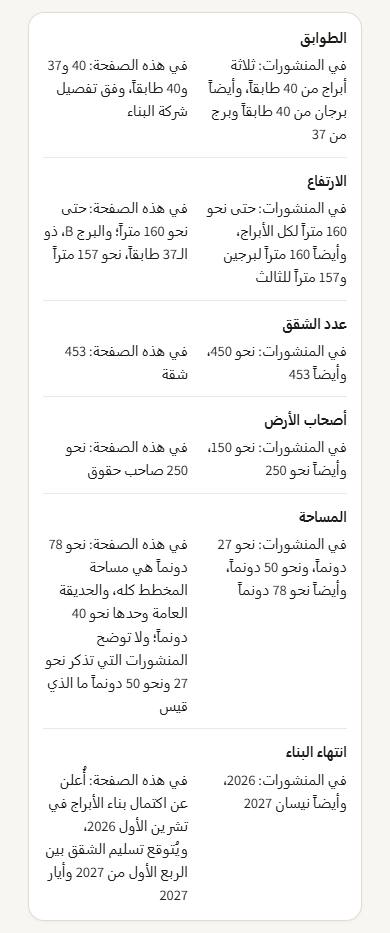 الطوابق
في المنشورات: ثلاثة
أبراج من 40 طابقاً، وأيضاً
برجان من 40 طابقاً وبرج
من 37
في هذه الصفحة: 40 و37
و40 طابقاً، وفق تفصيل
شركة البناء
الارتفاع
في المنشورات: حتى نحو
160 متراً لكل الأبراج،
وأيضاً 160 متراً لبرجين
و157 متراً للثالث
في هذه الصفحة: حتى
نحو 160 متراً؛ والبرج B، ذو
الـ37 طابقاً، نحو 157 متراً
عدد الشقق
في المنشورات: نحو 450،
وأيضاً 453
في هذه الصفحة: 453
شقة
أصحاب الأرض
في المنشورات: نحو 150،
وأيضاً نحو 250
في هذه الصفحة: نحو
250 صاحب حقوق
المساحة
في المنشورات: نحو 27
دونماً، ونحو 50 دونماً،
وأيضاً نحو 78 دونماً
في هذه الصفحة: نحو 78
دونماً هي مساحة
المخطط كله، والحديقة
العامة وحدها نحو 40
دونماً؛ ولا توضح
المنشورات التي تذكر نحو
27 ونحو 50 دونماً ما الذي
قيس
انتهاء البناء
في المنشورات: 2026،
وأيضاً نيسان 2027
في هذه الصفحة: أُعلن
عن اكتمال بناء الأبراج في
تشرين الأول 2026،
ويُتوقع تسليم الشقق بين
الربع الأول من 2027 وأيار
2027